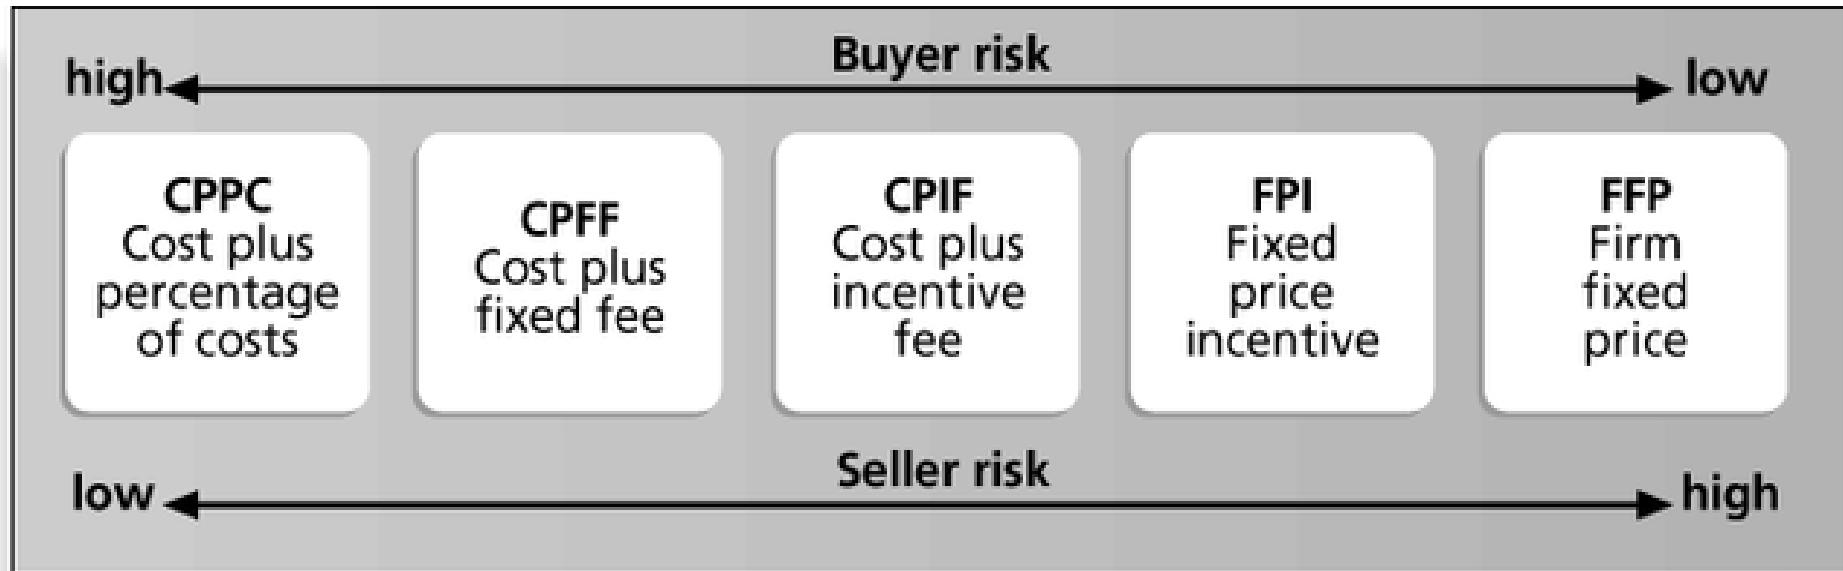 Buyer risk
high
low
CPPC
Cost plus
percentage
of costs
CPFF
Cost plus
fixed fee
CPIF
Cost plus
incentive
fee
FPI
Fixed
price
incentive
FFP
Firm
fixed
price
Seller risk
low
high